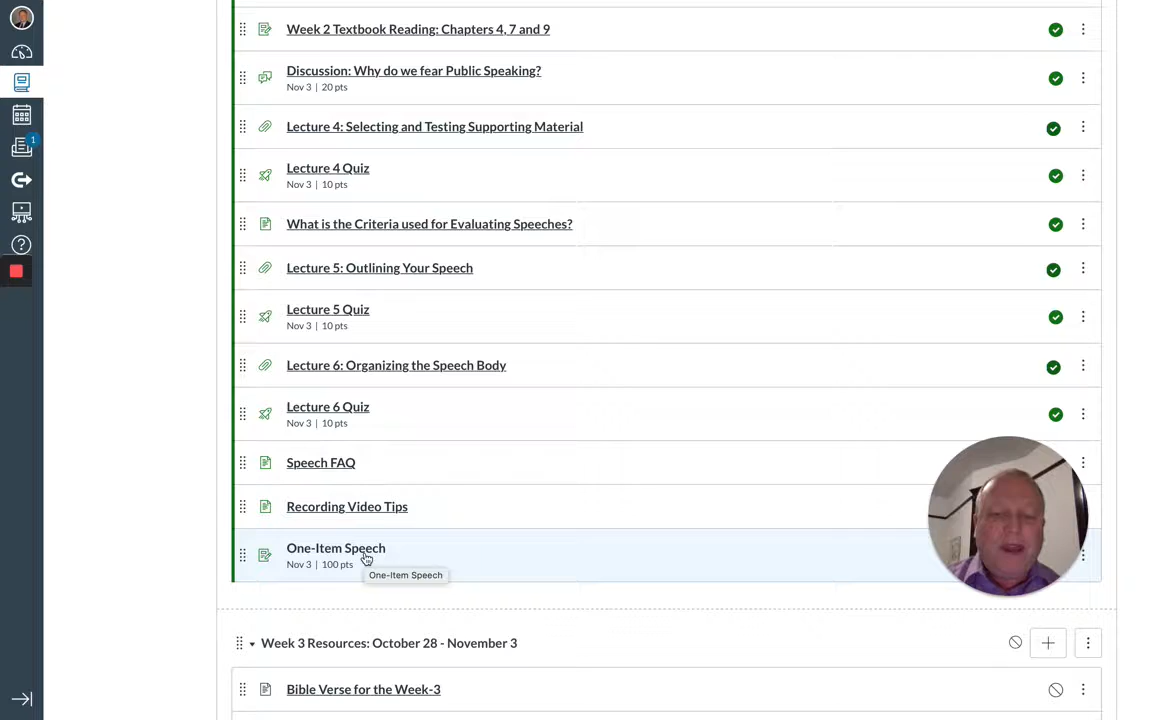 Week 2 Textbook Reading: Chapters 4, 7 and 9
Discussion: Why do we fear Public Speaking?
Nov 3 | 20 pts
Lecture 4: Selecting and Testing Supporting Material
1
Lecture 4 Quiz
Nov 3 | 10 pts
What is the Criteria used for Evaluating Speeches?
Lecture 5: Outlining Your Speech
Lecture 5 Quiz
Nov 3 | 10 pts
Lecture 6: Organizing the Speech Body
Lecture 6 Quiz
Nov 3 | 10 pts
Speech FAQ
Recording Video Tips
One-Item Speech
Nov 3 | 100 pts
One-Item Speech
Week 3 Resources: October 28 - November 3
Bible Verse for the Week-3